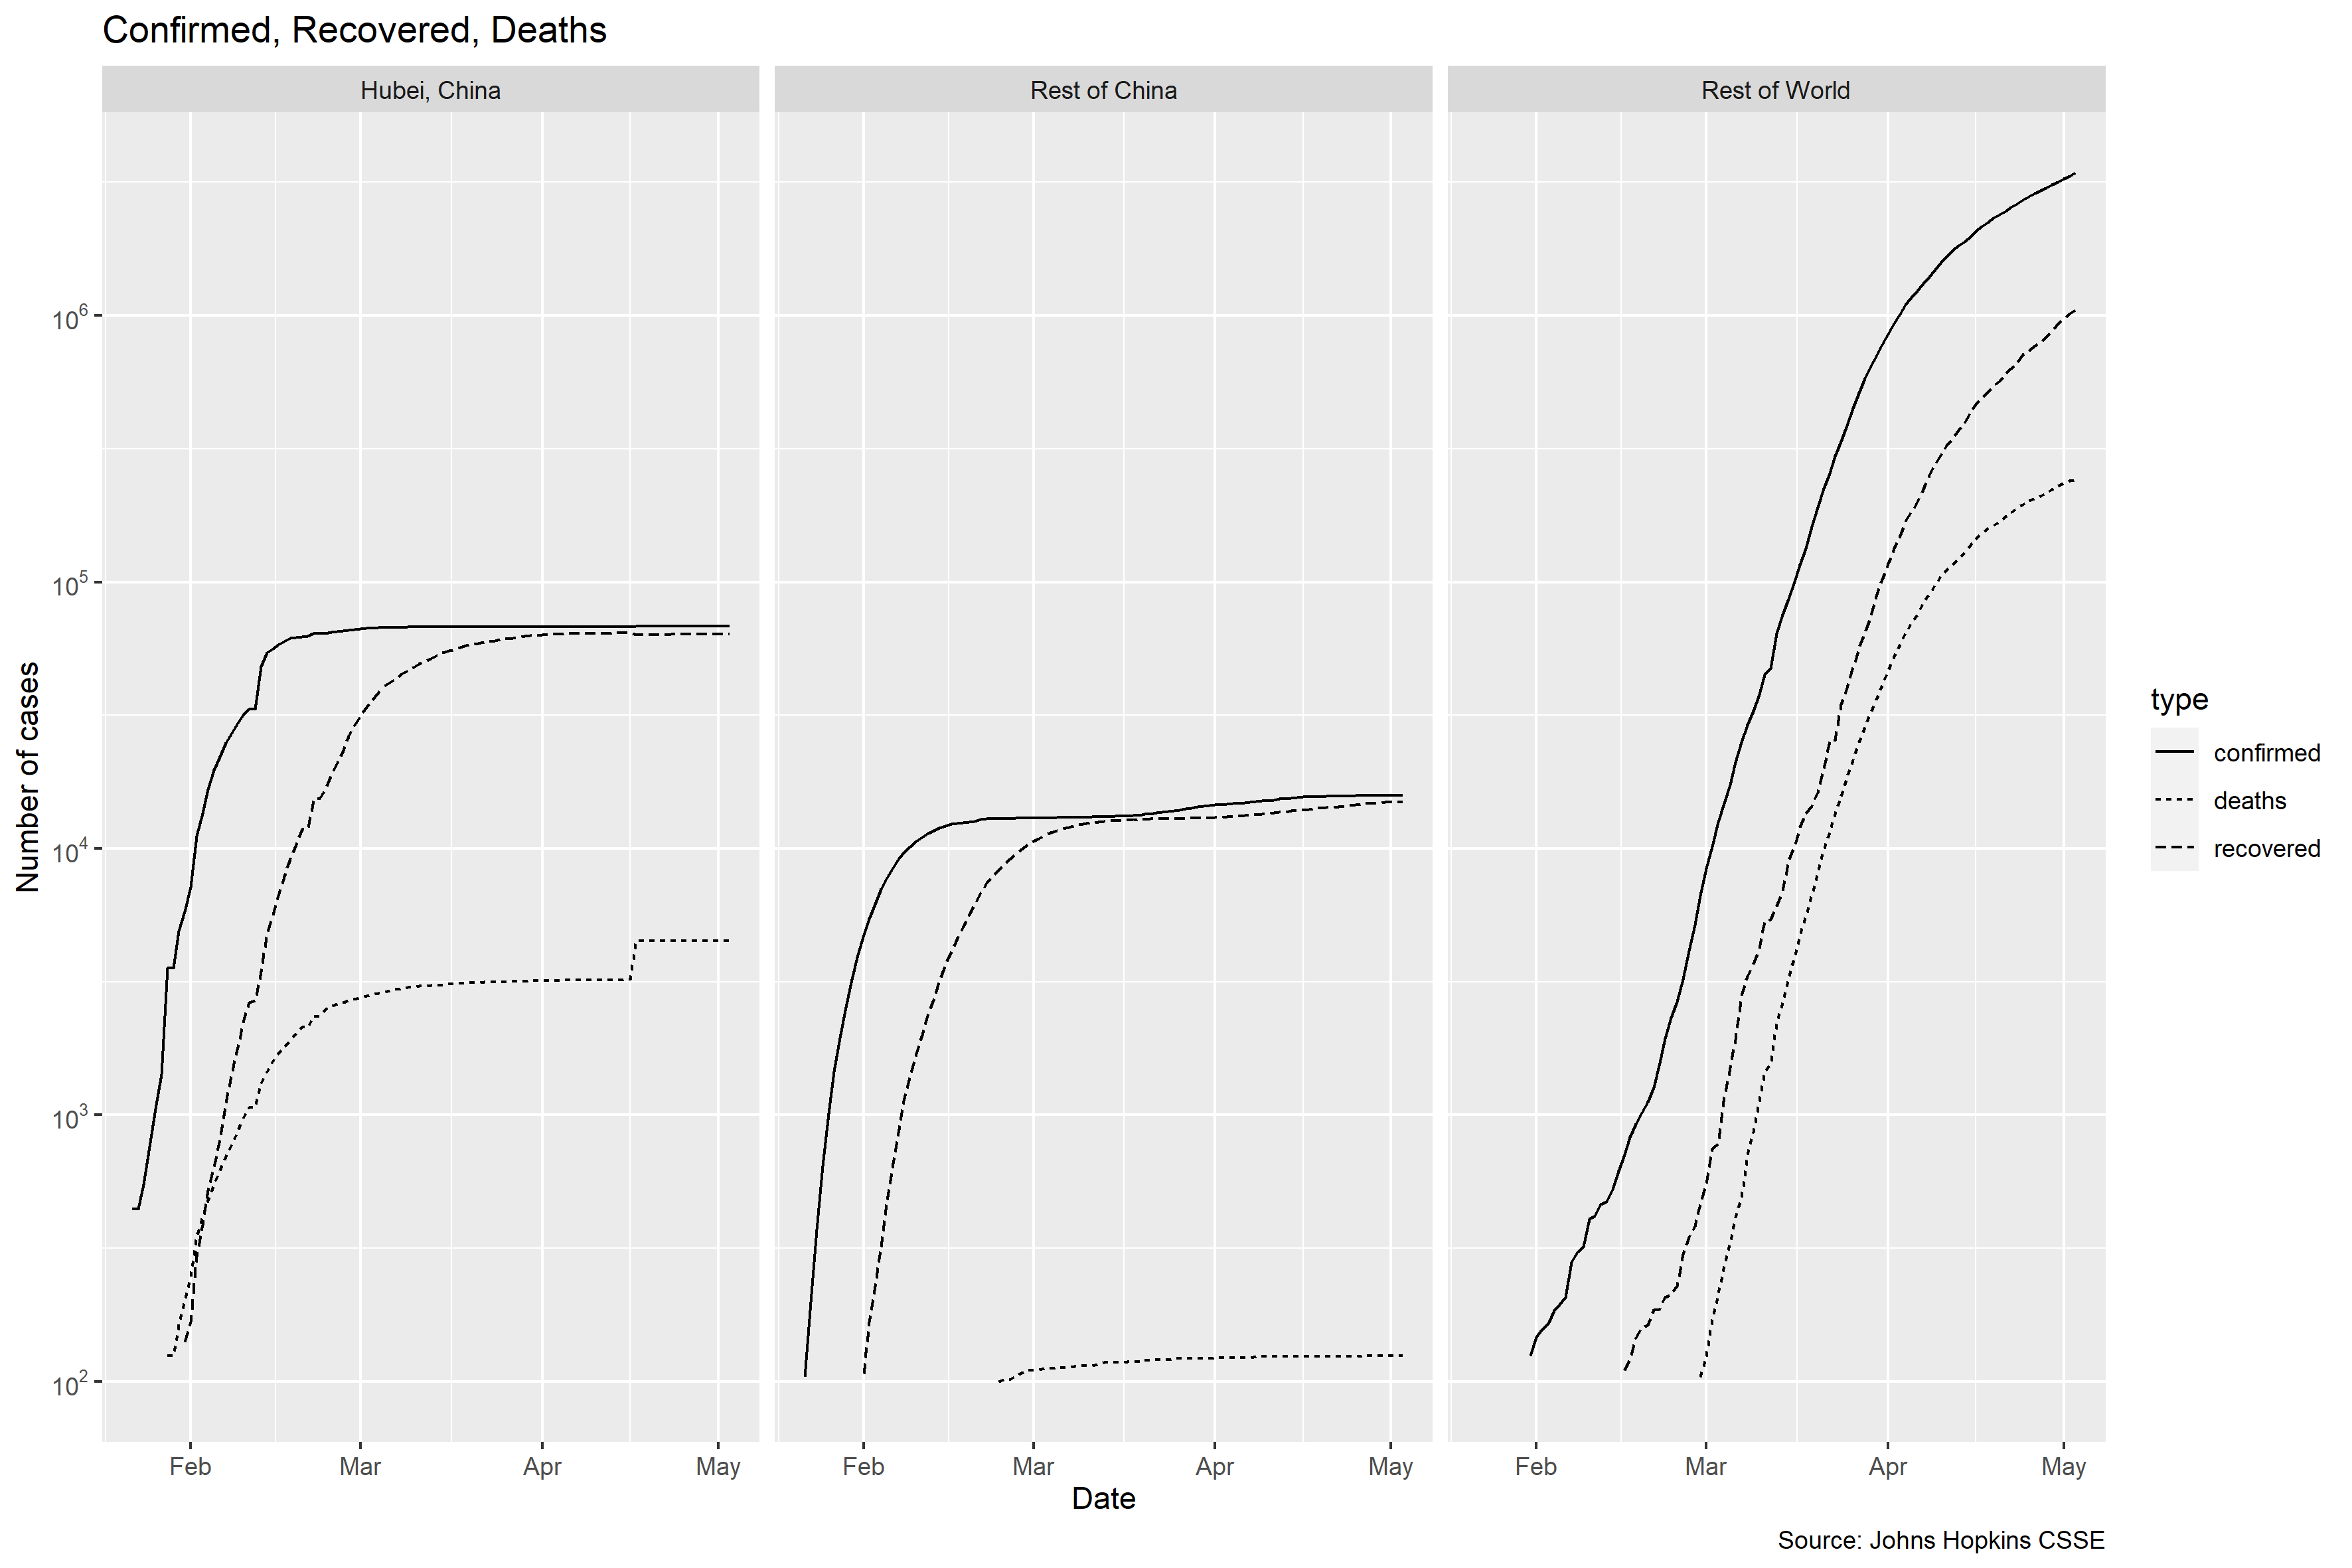 Confirmed, Recovered, Deaths
Hubei, China
Rest of China
Rest of World
Number of cases
10^6
10^5
10^4
10^3
10^2
Feb Mar Apr May
Feb Mar Apr May
Feb Mar Apr May
Date
type
confirmed
deaths
recovered
Source: Johns Hopkins CSSE